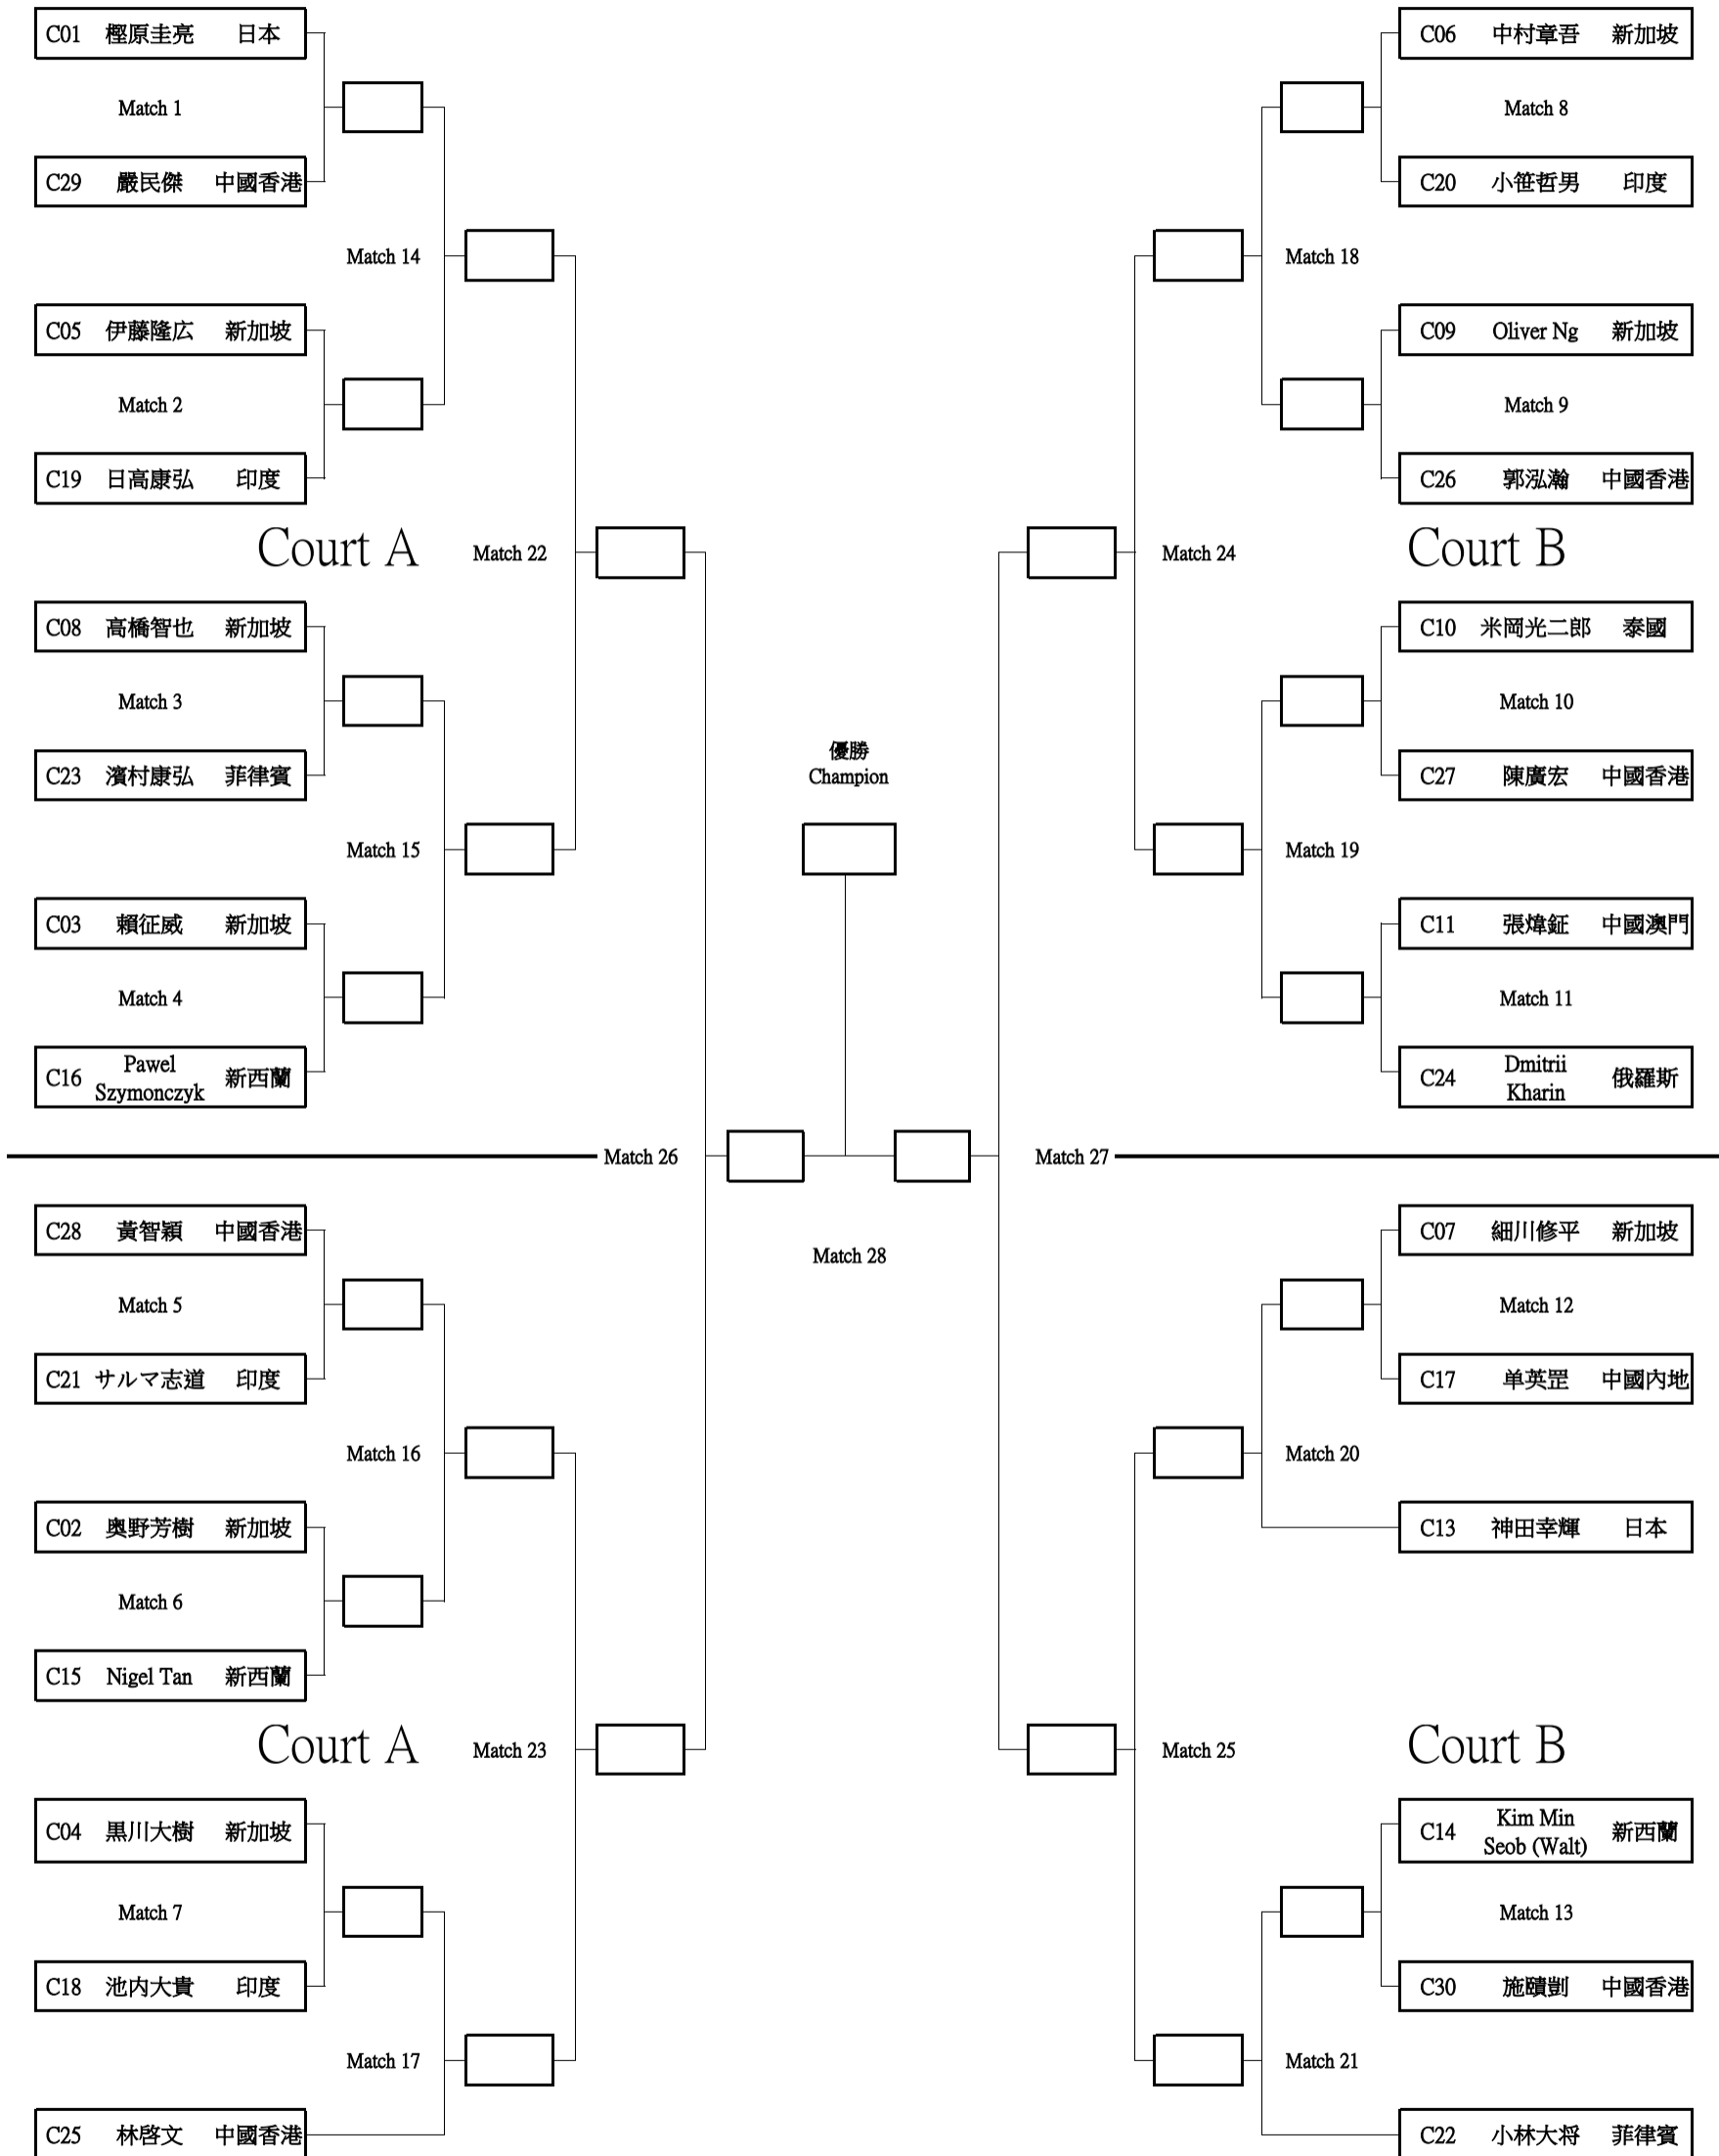 C01 樫原圭亮 日本
Match 1
C29 嚴民傑 中國香港
Match 14
C05 伊藤隆広 新加坡
Match 2
C19 日高康弘 印度
Court A
Match 22
C08 高橋智也 新加坡
Match 3
C23 濱村康弘 菲律賓
Match 15
C03 賴征威 新加坡
Match 4
C16 Pawel
Szymonczyk 新西蘭
Match 26
C28 黃智穎 中國香港
Match 5
C21 サルマ志道 印度
Match 16
C02 奥野芳樹 新加坡
Match 6
C15 Nigel Tan 新西蘭
Court A
Match 23
C04 黒川大樹 新加坡
Match 7
C18 池内大貴 印度
Match 17
C25 林啓文 中國香港
優勝
Champion
Match 28
C06 中村章吾 新加坡
Match 8
C20 小笹哲男 印度
Match 18
C09 Oliver Ng 新加坡
Match 9
C26 郭泓瀚 中國香港
Match 24
Court B
C10 米岡光二郎 泰國
Match 10
C27 陳廣宏 中國香港
Match 19
C11 張煒鉦 中國澳門
Match 11
C24 Dmitrii
Kharin 俄羅斯
Match 27
C07 細川修平 新加坡
Match 12
C17 单英罡 中國內地
Match 20
C13 神田幸輝 日本
Match 25
Court B
C14 Kim Min
Seob (Walt) 新西蘭
Match 13
C30 施賾剴 中國香港
Match 21
C22 小林大将 菲律賓